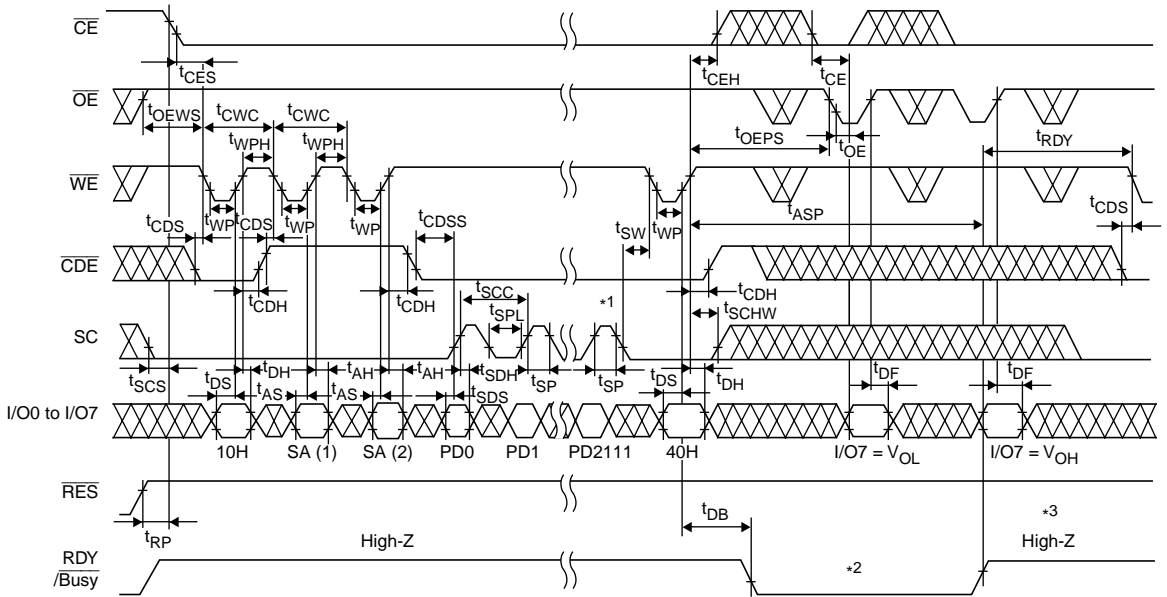 CE
tCES
tCEH
tCE
OE
tOEWS
tCWC
tCWC
tWPH
tWPH
tOEPS
tOE
tRDY
WE
tCDS
tWP
tCDS
tWP
tWP
tCDSS
tSW
tWP
tASP
tCDS
CDE
tCDH
tCDH
tSCC
*1
tCDH
tSPL
tSCHW
SC
tSCS
tDS
tDH
tAS
tAH
tAS
tAH
tSDH
tSDS
tSP
tSP
tDS
tDH
tDF
tDF
I/O0 to I/O7
10H
SA (1)
SA (2)
PD0
PD1
PD2111
40H
I/O7 = VOL
I/O7 = VOH
RES
tRP
tDB
*3
High-Z
High-Z
RDY
/Busy
*2